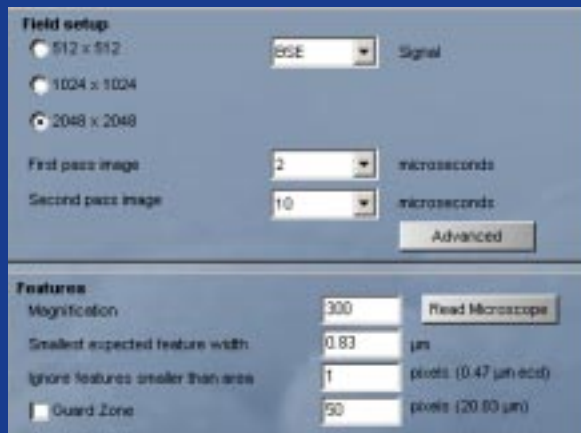 Field setup
512 x 512 BSE Signal
1024 x 1024
2048 x 2048
First pass image 2 microseconds
Second pass image 10 microseconds
Advanced
Features
Magnification 300 Read Microscope
Smallest expected feature width 0.83 µm
Ignore features smaller than area 1 pixels (0.47 µm ecd)
Guard Zone 50 pixels (20.83 µm)